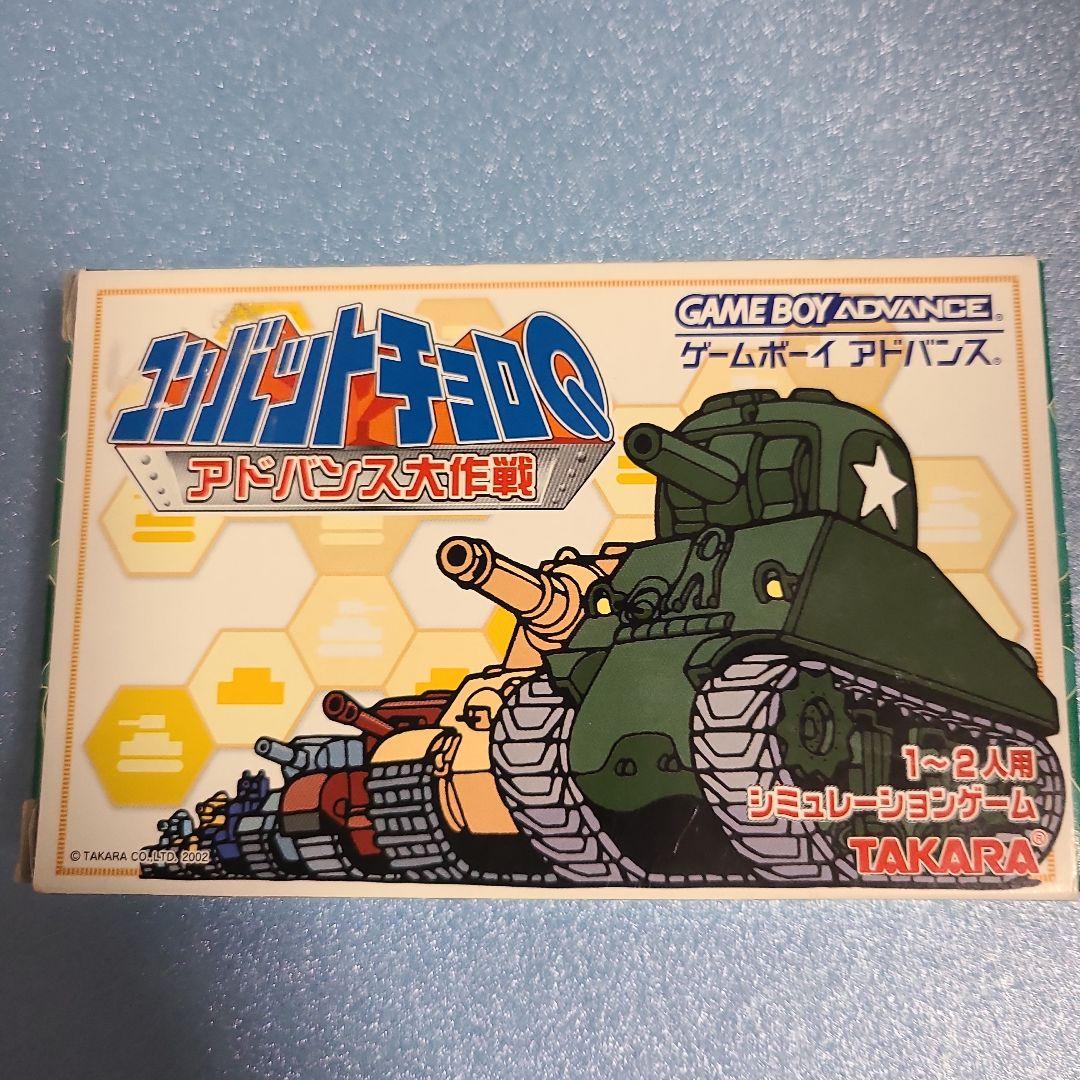 コンバットチョロQ
アドバンス大作戦
GAME BOY ADVANCE®
ゲームボーイ アドバンス®
1〜2人用
シミュレーションゲーム
TAKARA®
© TAKARA CO.,LTD. 2002